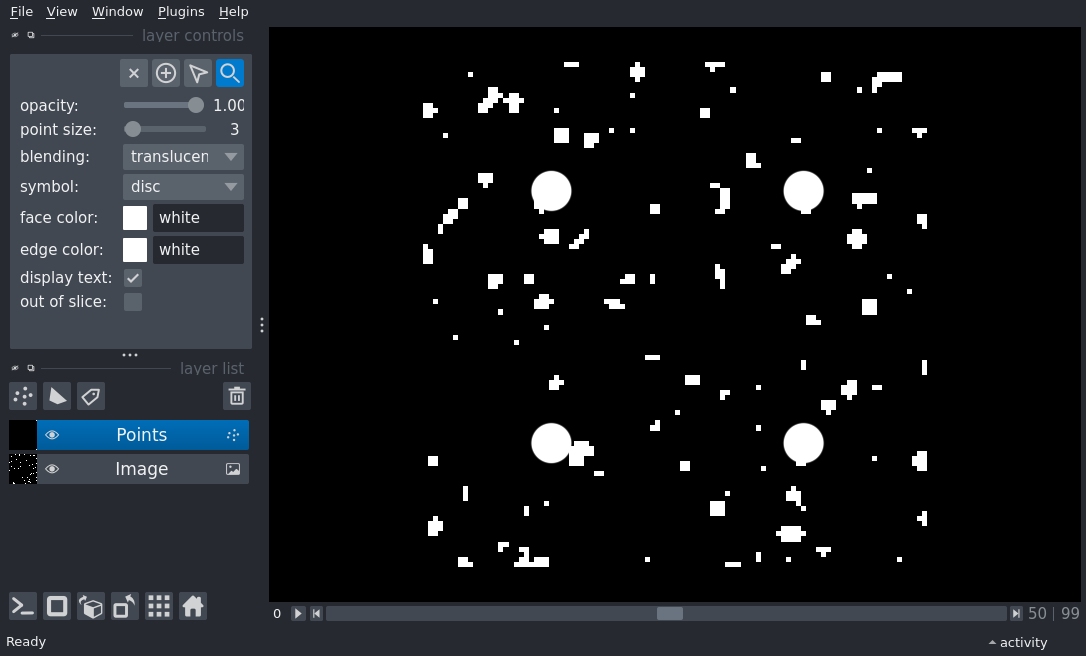 File View Window Plugins Help
layer controls
opacity: 1.00
point size: 3
blending: translucen
symbol: disc
face color: white
edge color: white
display text:
out of slice:
layer list
Points
Image
0 50 | 99
Ready
activity